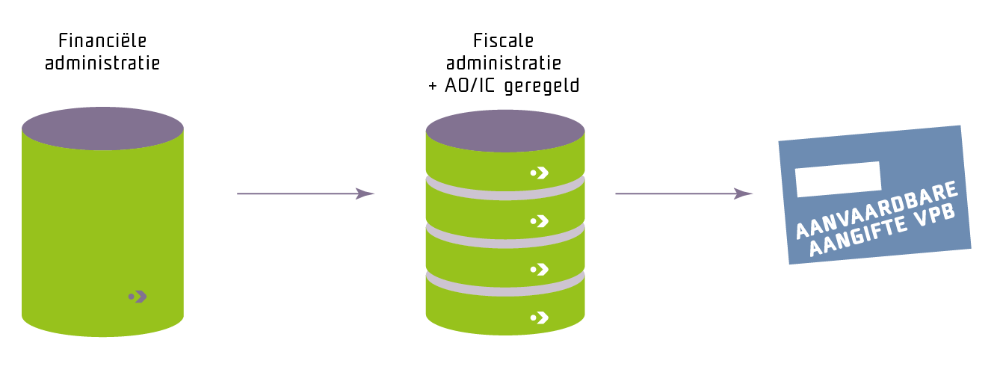 Financiële
administratie
Fiscale
administratie
+ AO/IC geregeld
AANVAARDBARE
AANGIFTE VPB